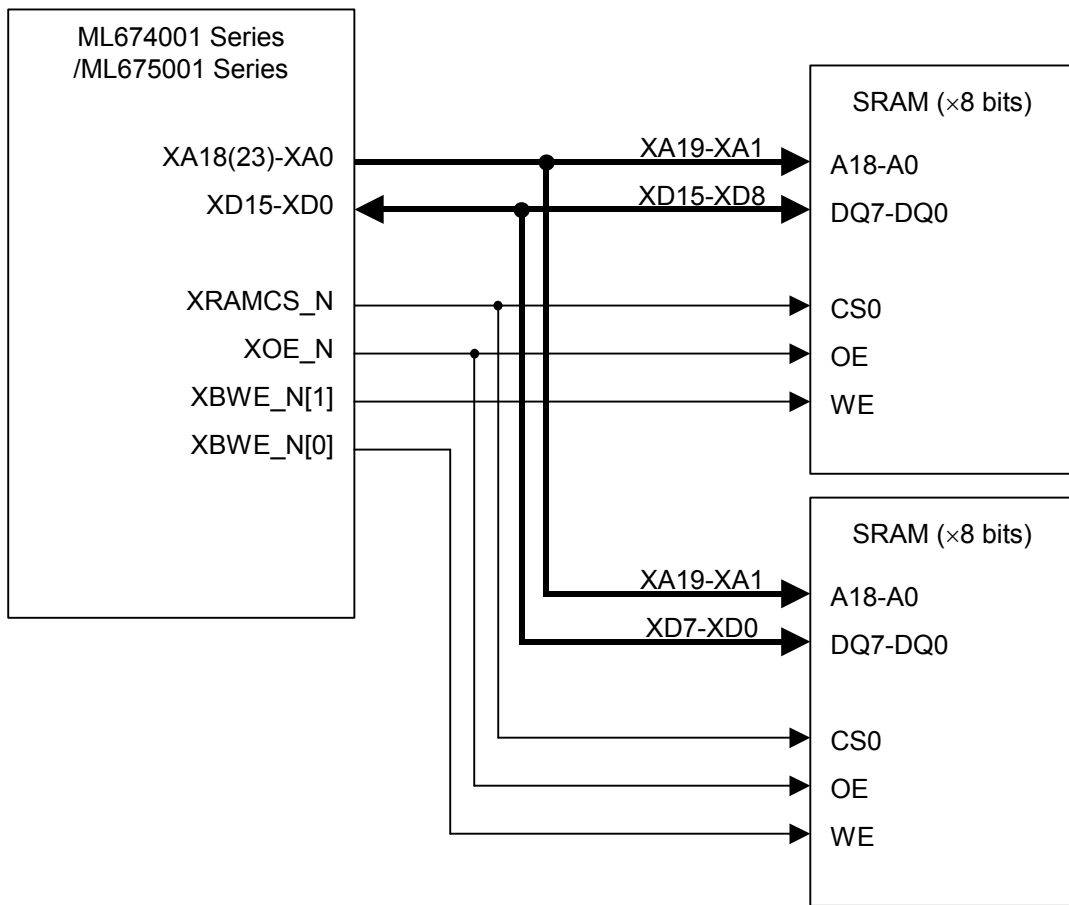 ML674001 Series
/ML675001 Series
XA18(23)-XA0
XD15-XD0
XRAMCS_N
XOE_N
XBWE_N[1]
XBWE_N[0]
XA19-XA1
XD15-XD8
SRAM (×8 bits)
A18-A0
DQ7-DQ0
CS0
OE
WE
XA19-XA1
XD7-XD0
SRAM (×8 bits)
A18-A0
DQ7-DQ0
CS0
OE
WE